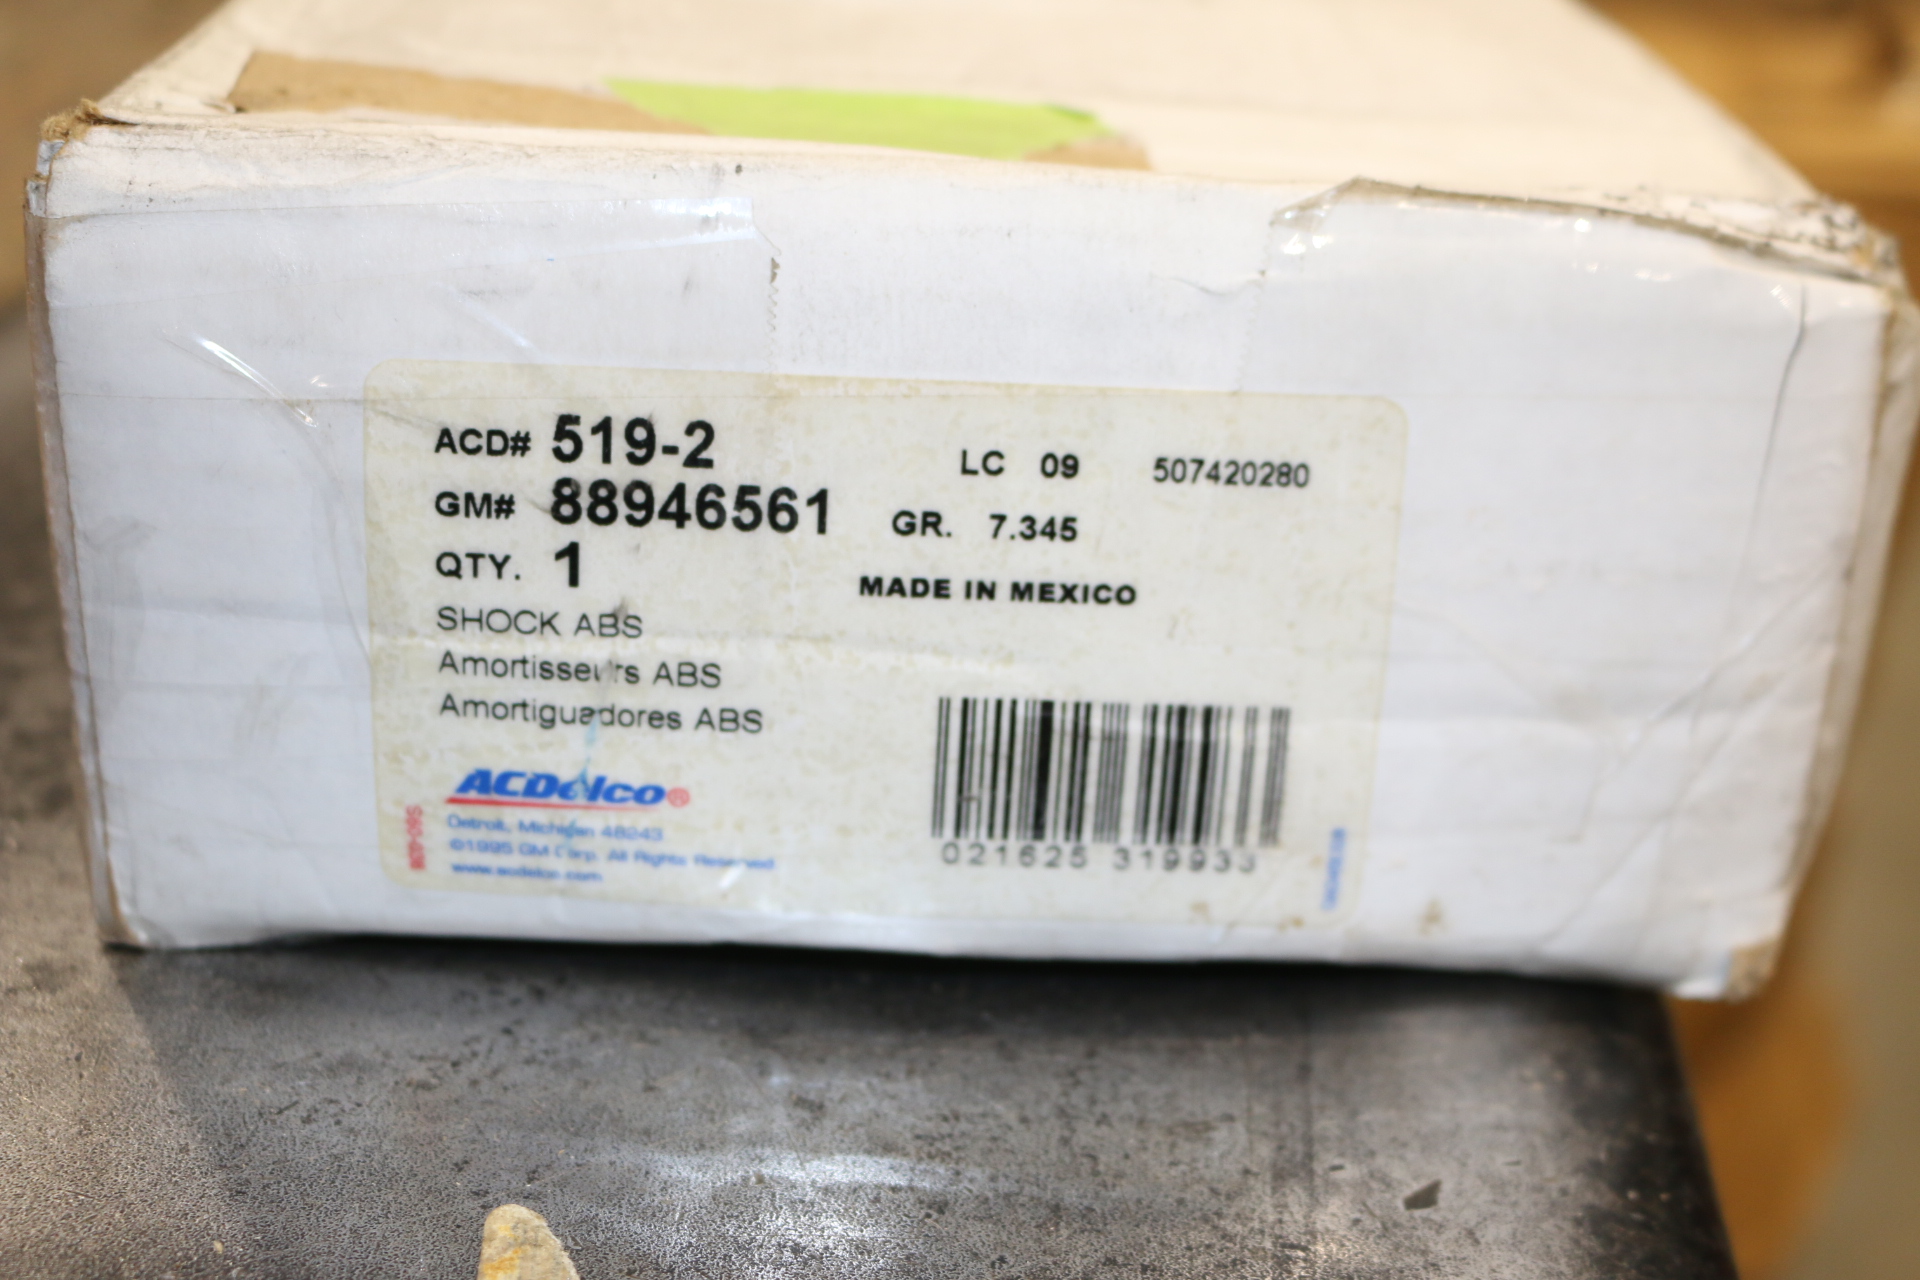 ACD# 519-2
LC 09 507420280
GM# 88946561
GR. 7.345
QTY. 1
MADE IN MEXICO
SHOCK ABS
Amortisseurs ABS
Amortiguadores ABS
ACDelco®
Detroit, Michigan 48243
©1995 GM Corp. All Rights Reserved
www.acdelco.com
021625 319933